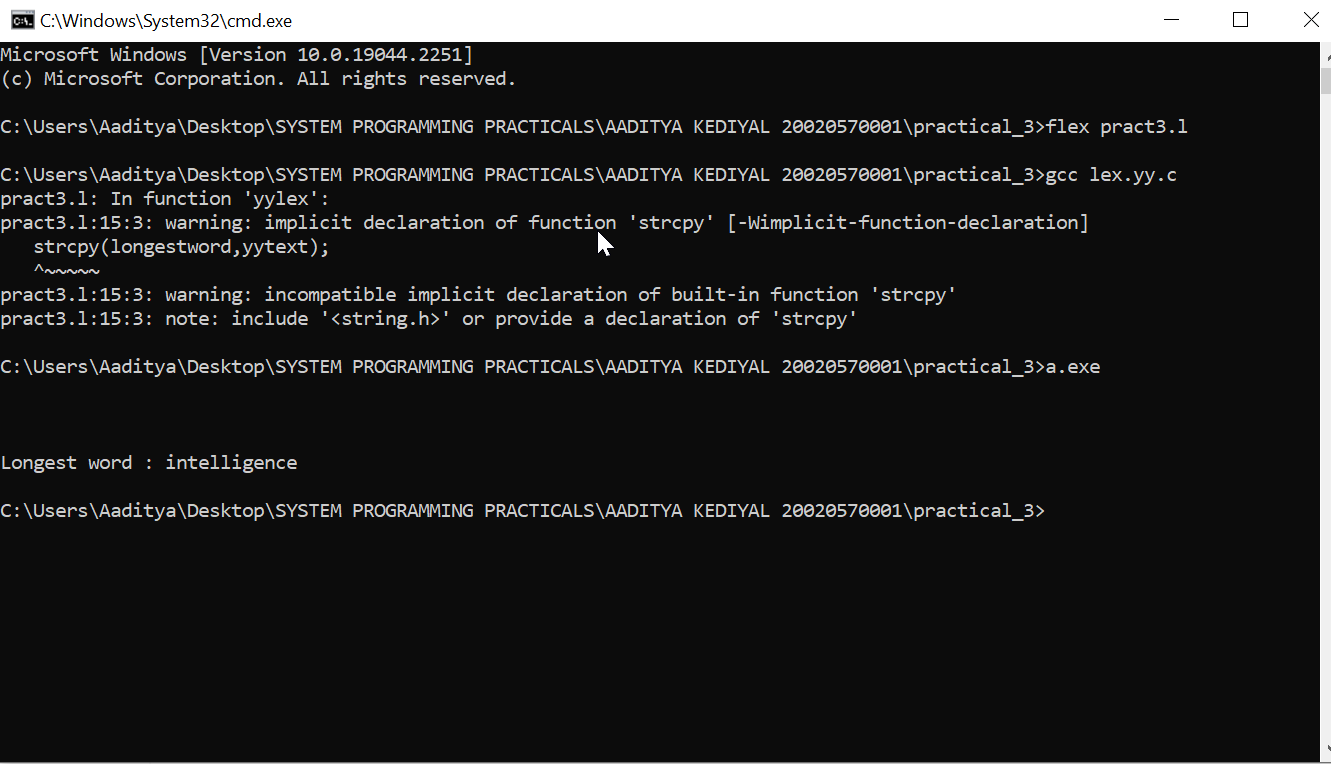 C:\Windows\System32\cmd.exe
Microsoft Windows [Version 10.0.19044.2251]
(c) Microsoft Corporation. All rights reserved.
C:\Users\Aaditya\Desktop\SYSTEM PROGRAMMING PRACTICALS\AADITYA KEDIYAL 20020570001\practical_3>flex pract3.l
C:\Users\Aaditya\Desktop\SYSTEM PROGRAMMING PRACTICALS\AADITYA KEDIYAL 20020570001\practical_3>gcc lex.yy.c
pract3.l: In function 'yylex':
pract3.l:15:3: warning: implicit declaration of function 'strcpy' [-Wimplicit-function-declaration]
   strcpy(longestword,yytext);
   ^~~~~~
pract3.l:15:3: warning: incompatible implicit declaration of built-in function 'strcpy'
pract3.l:15:3: note: include '<string.h>' or provide a declaration of 'strcpy'
C:\Users\Aaditya\Desktop\SYSTEM PROGRAMMING PRACTICALS\AADITYA KEDIYAL 20020570001\practical_3>a.exe
Longest word : intelligence
C:\Users\Aaditya\Desktop\SYSTEM PROGRAMMING PRACTICALS\AADITYA KEDIYAL 20020570001\practical_3>